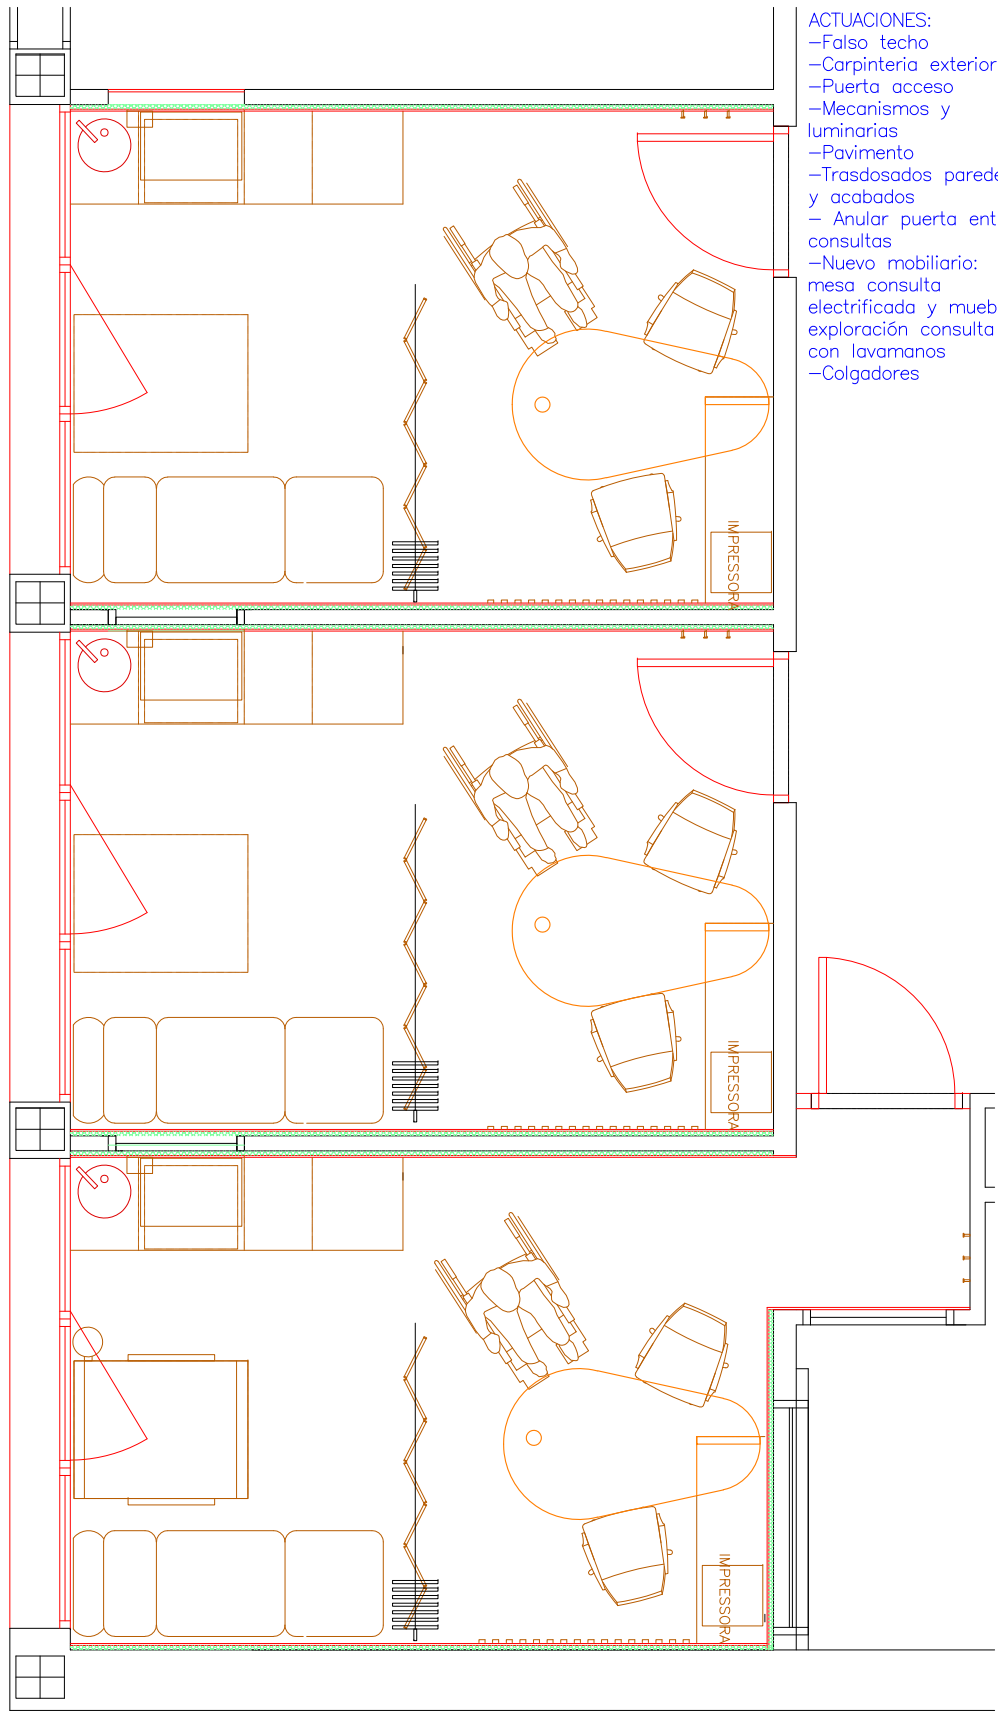 ACTUACIONES:
-Falso techo
-Carpinteria exterior
-Puerta acceso
-Mecanismos y
luminarias
-Pavimento
-Trasdosados parede
y acabados
- Anular puerta ent
consultas
-Nuevo mobiliario:
mesa consulta
electrificada y mueb
exploración consulta
con lavamanos
-Colgadores
IMPRESSORA
IMPRESSORA
IMPRESSORA